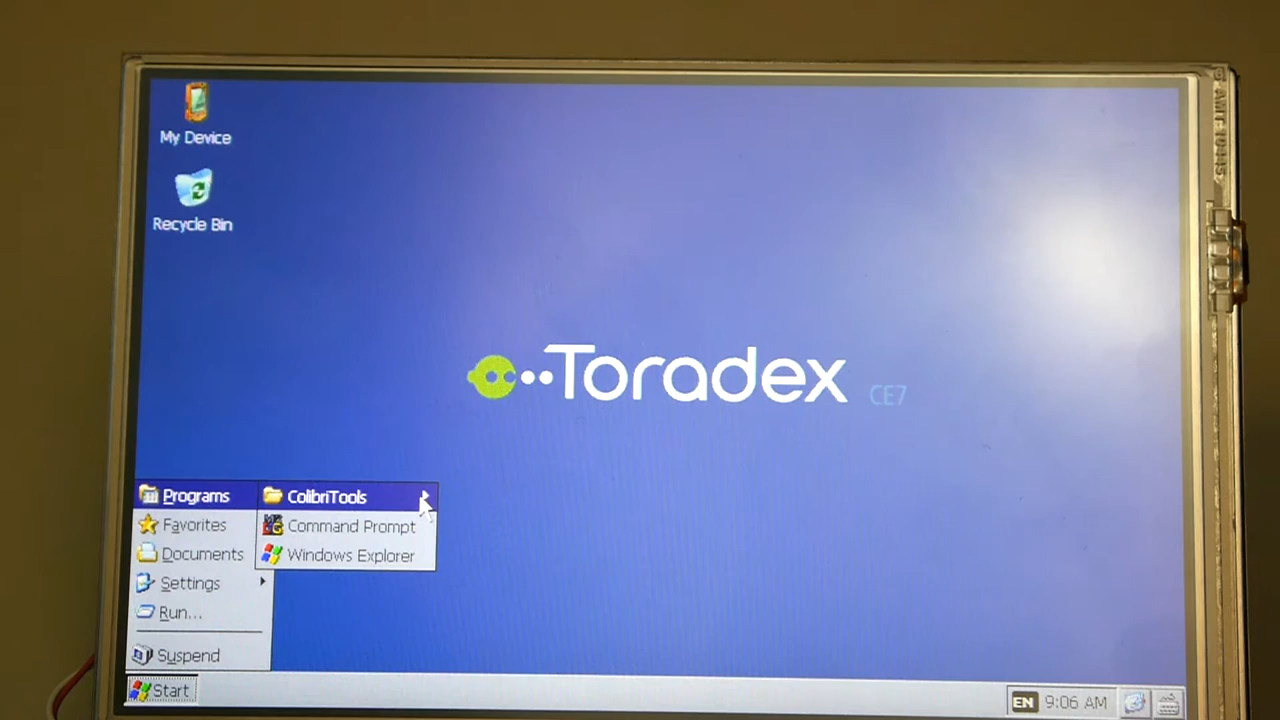 My Device
Recycle Bin
Toradex CE7
Programs
Favorites
Documents
Settings
Run...
Suspend
ColibriTools
Command Prompt
Windows Explorer
Start
EN 9:06 AM